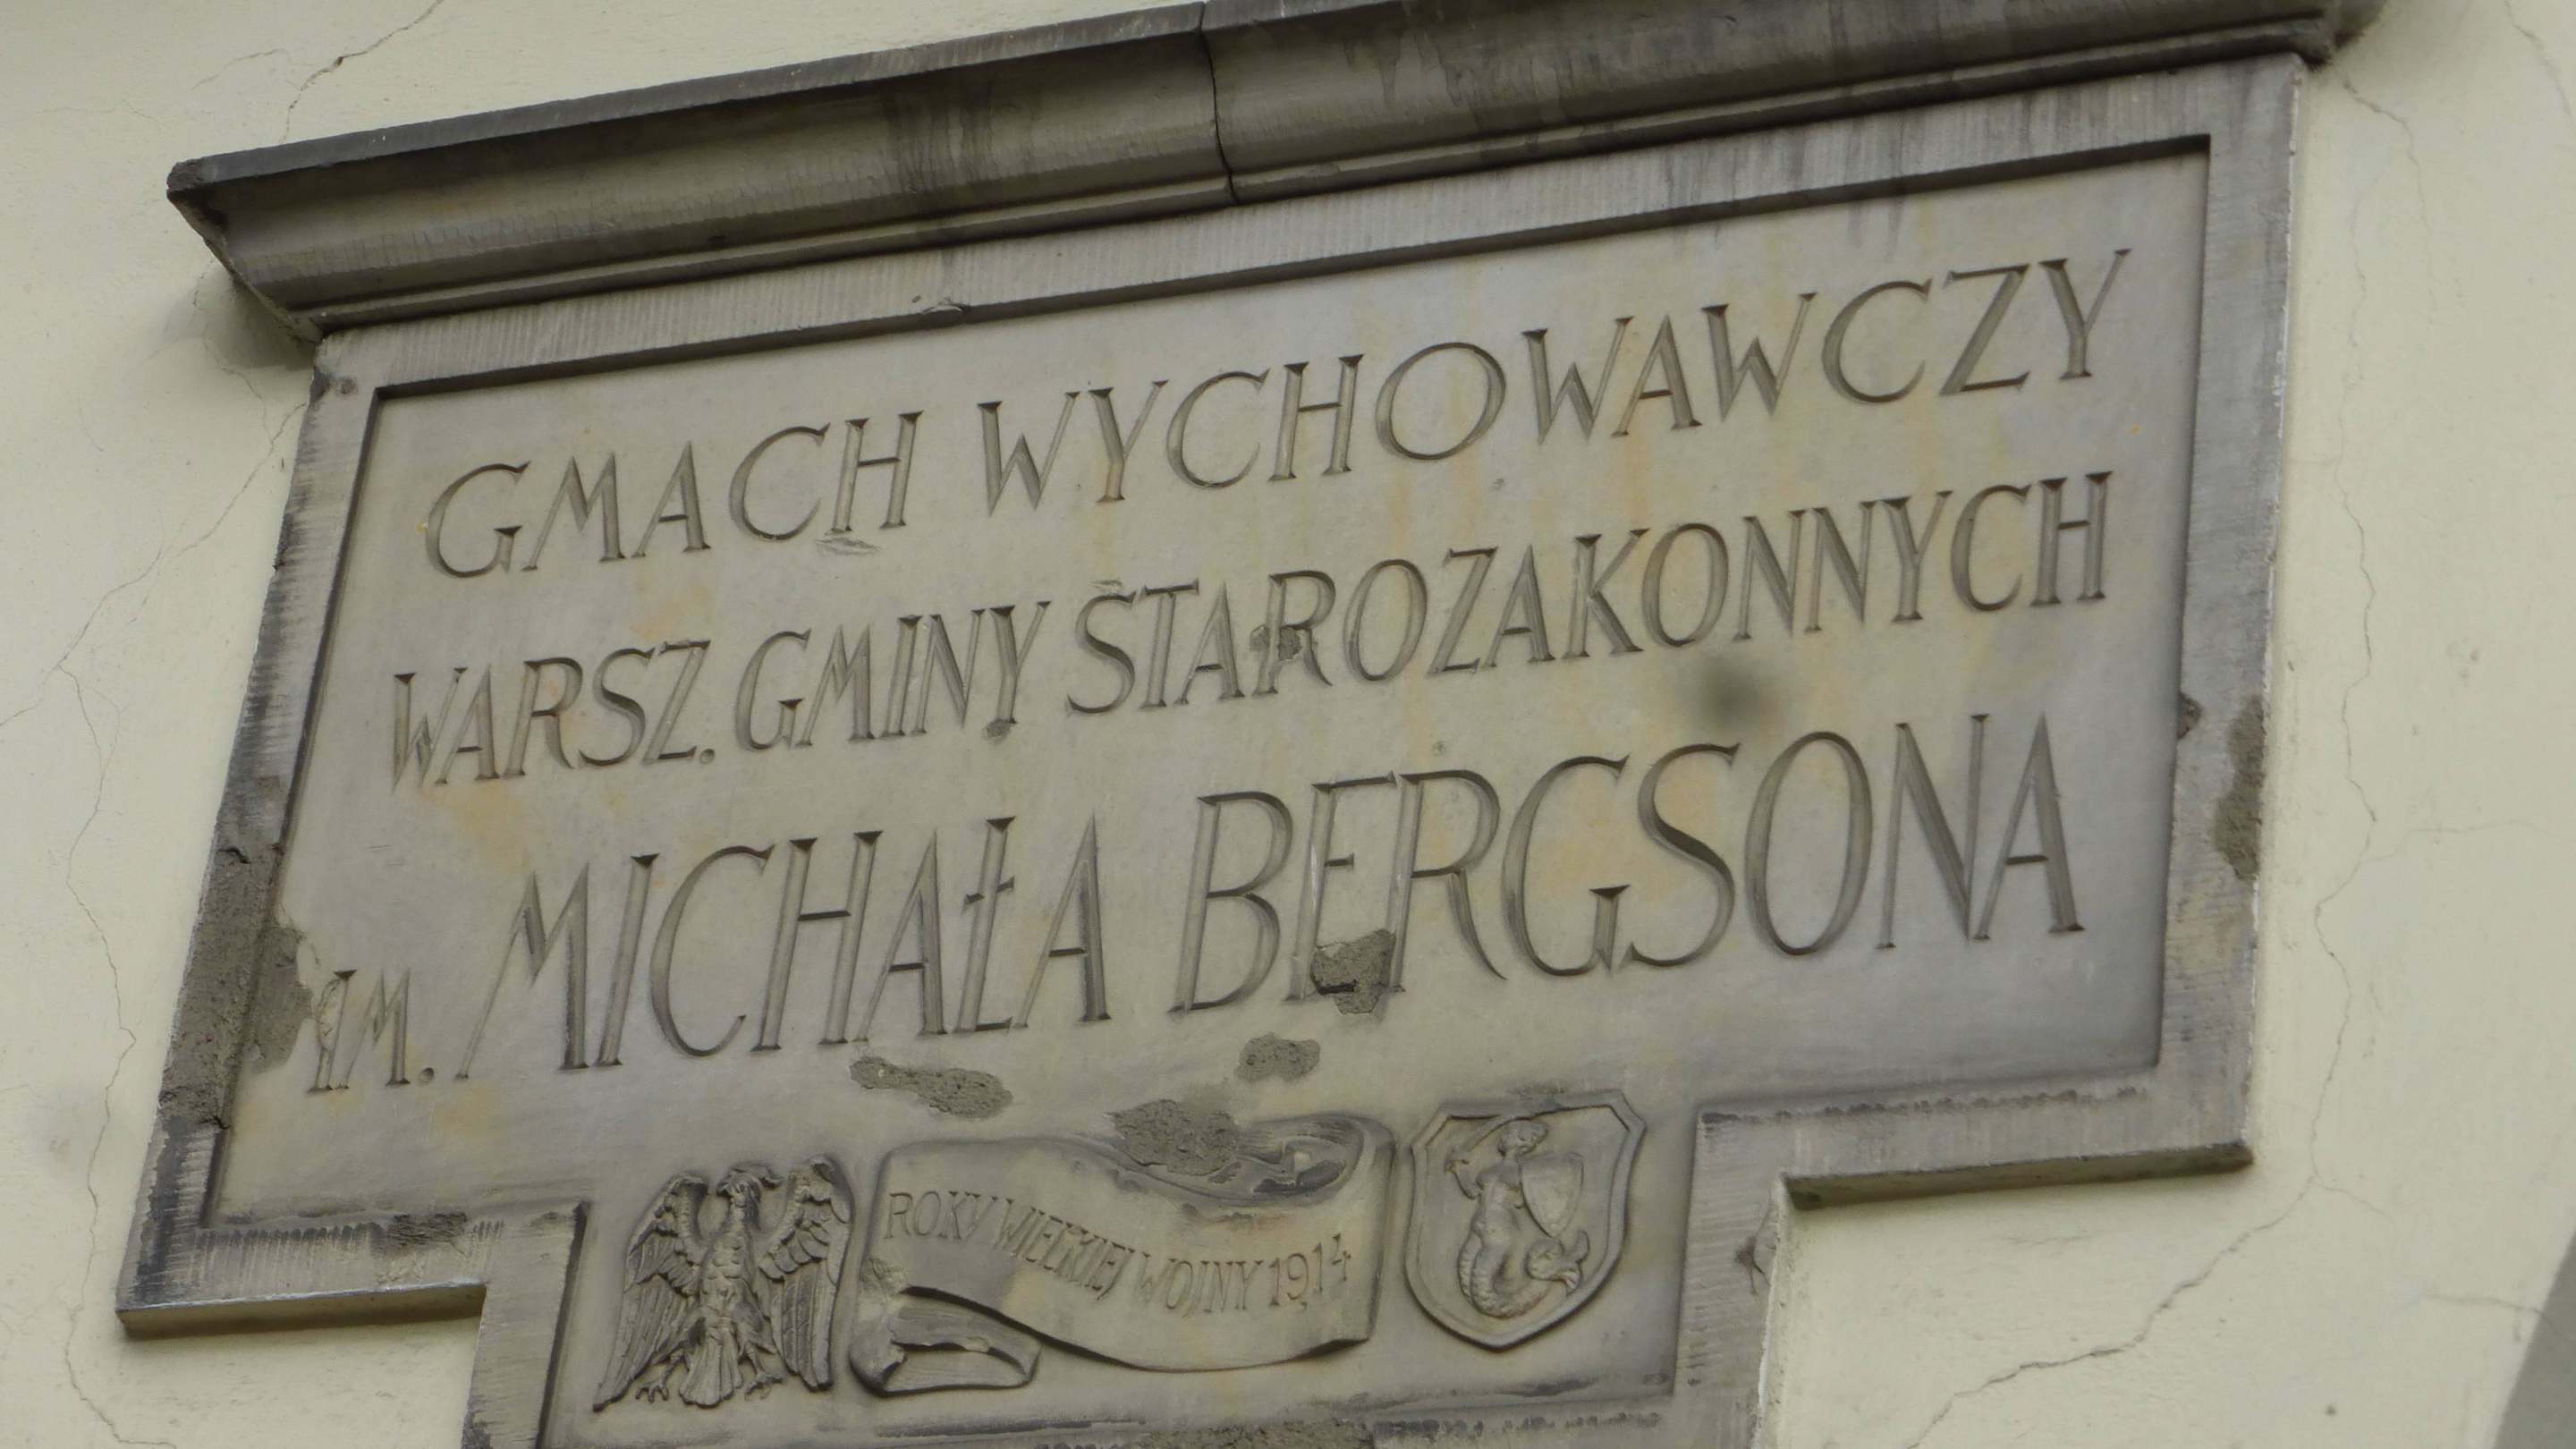 GMACH WYCHOWAWCZY
WARSZ. GMINY STAROZAKONNYCH
IM. MICHAŁA BERGSONA
ROKU WIELKIEJ WOJNY 1914